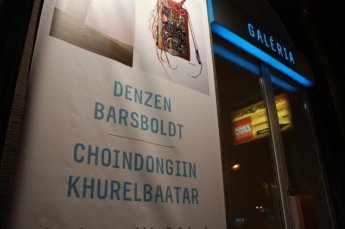 GALÉRIA
DENZEN
BARSBOLDT
CHOINDONGIIN
KHURELBAATAR